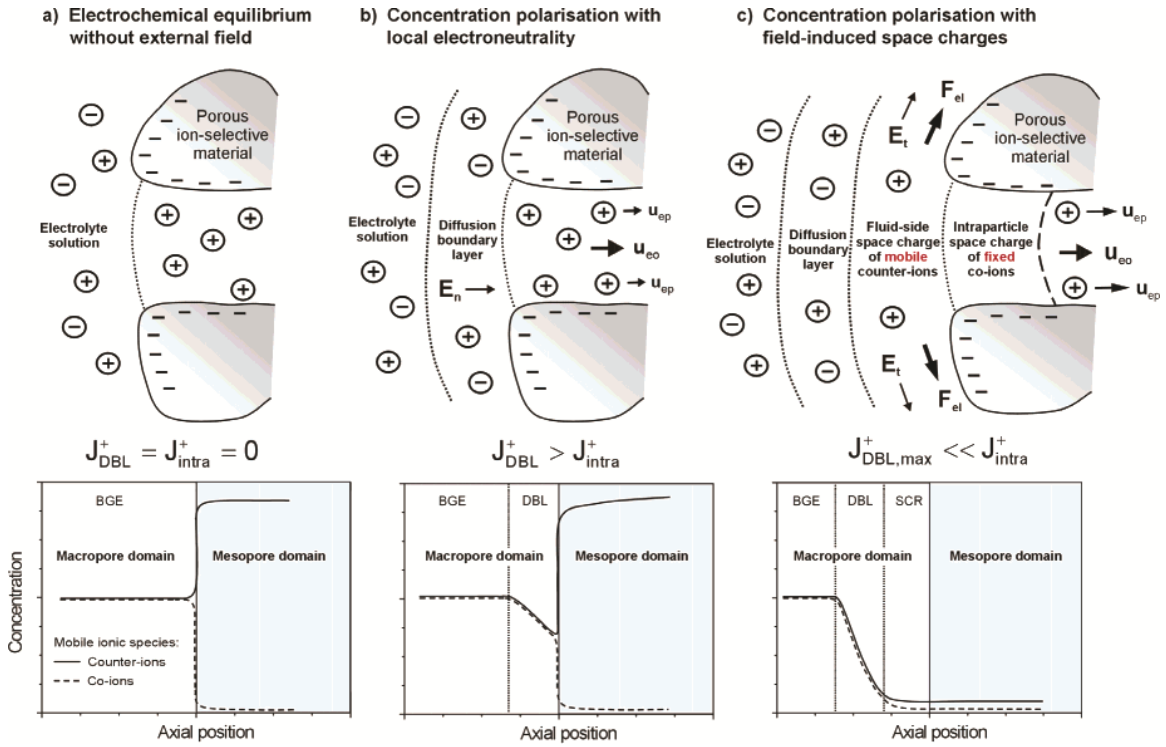 a) Electrochemical equilibrium
without external field
b) Concentration polarisation with
local electroneutrality
c) Concentration polarisation with
field-induced space charges
Porous
ion-selective
material
Electrolyte
solution
Porous
ion-selective
material
Electrolyte
solution
Diffusion
boundary
layer
E_n
u_ep
u_eo
u_ep
F_el
E_t
Porous
ion-selective
material
Electrolyte
solution
Diffusion
boundary
layer
Fluid-side
space charge
of mobile
counter-ions
Intraparticle
space charge
of fixed
co-ions
u_ep
u_eo
u_ep
E_t
F_el
J⁺_DBL = J⁺_intra = 0
J⁺_DBL > J⁺_intra
J⁺_DBL,max << J⁺_intra
BGE
Macropore domain
Mesopore domain
Mobile ionic species:
Counter-ions
Co-ions
Concentration
Axial position
BGE
DBL
Macropore domain
Mesopore domain
Axial position
BGE
DBL
SCR
Macropore domain
Mesopore domain
Axial position